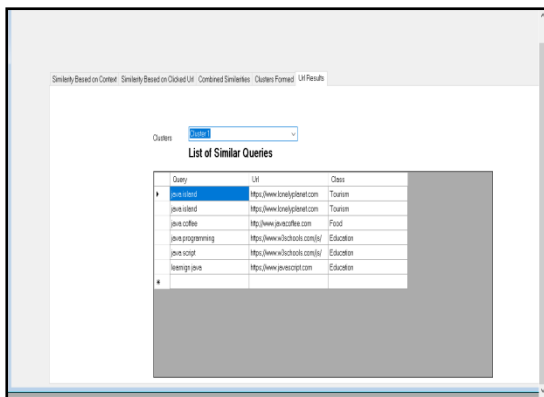 Similarity Based on Context Similarity Based on Clicked Url Combined Similarities Clusters Formed Url Results
Clusters Cluster1
List of Similar Queries
Query Url Class
java island https://www.lonelyplanet.com Tourism
java island https://www.lonelyplanet.com Tourism
java coffee http://www.javacoffee.com Food
java programming https://www.w3schools.com/js/ Education
java script https://www.w3schools.com/js/ Education
learnign java https://www.javascript.com Education